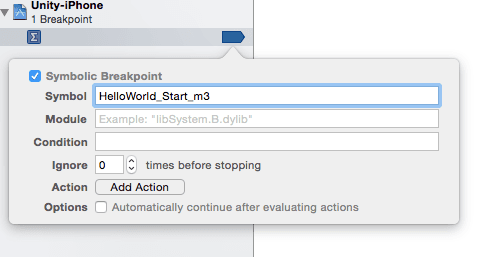 Unity-iPhone
1 Breakpoint
Σ
Symbolic Breakpoint
Symbol HelloWorld_Start_m3
Module Example: "libSystem.B.dylib"
Condition
Ignore 0 times before stopping
Action Add Action
Options Automatically continue after evaluating actions